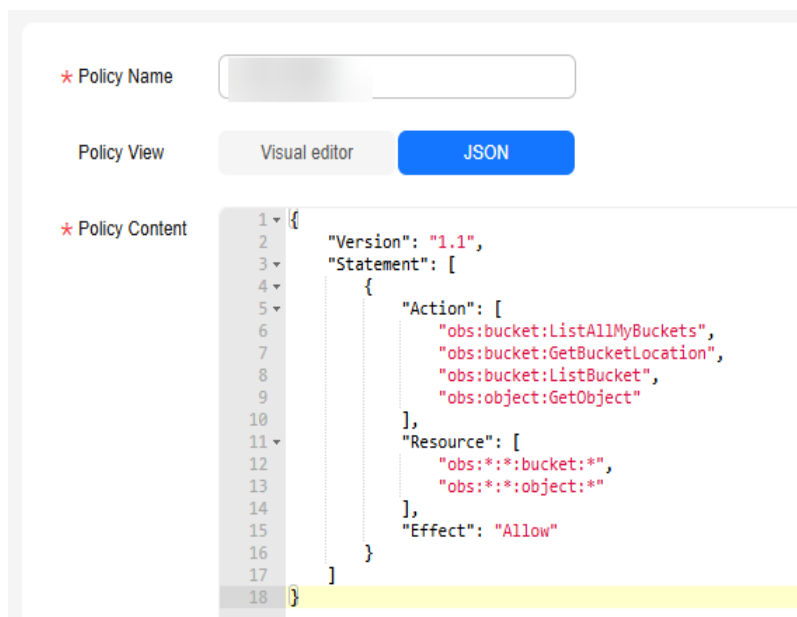 * Policy Name
Policy View Visual editor JSON
* Policy Content
1 {
2 "Version": "1.1",
3 "Statement": [
4 {
5 "Action": [
6 "obs:bucket:ListAllMyBuckets",
7 "obs:bucket:GetBucketLocation",
8 "obs:bucket:ListBucket",
9 "obs:object:GetObject"
10 ],
11 "Resource": [
12 "obs:*:*:bucket:*",
13 "obs:*:*:object:*"
14 ],
15 "Effect": "Allow"
16 }
17 ]
18 }